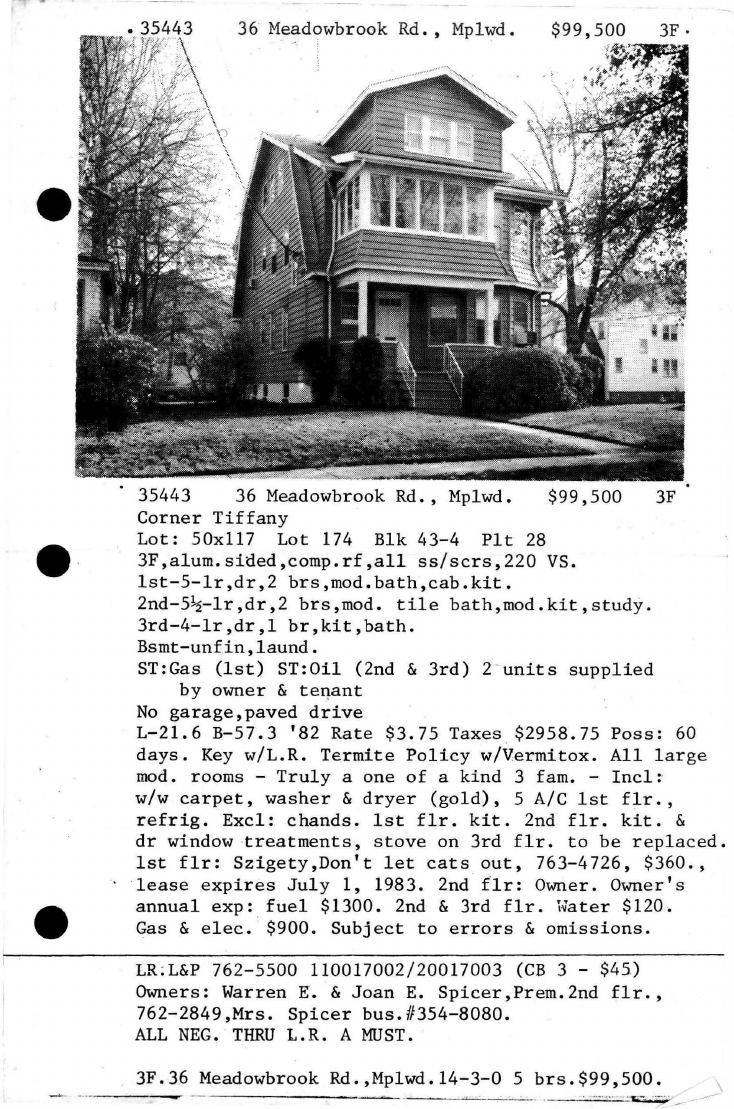 35443 36 Meadowbrook Rd., Mplwd. $99,500 3F
35443 36 Meadowbrook Rd., Mplwd. $99,500 3F
Corner Tiffany
Lot: 50x117 Lot 174 Blk 43-4 Plt 28
3F,alum.sided,comp.rf,all ss/scrs,220 VS.
1st-5-lr,dr,2 brs,mod.bath,cab.kit.
2nd-5½-lr,dr,2 brs,mod. tile bath,mod.kit,study.
3rd-4-lr,dr,1 br,kit,bath.
Bsmt-unfin,laund.
ST:Gas (1st) ST:Oil (2nd & 3rd) 2 units supplied
by owner & tenant
No garage,paved drive
L-21.6 B-57.3 '82 Rate $3.75 Taxes $2958.75 Poss: 60
days. Key w/L.R. Termite Policy w/Vermitox. All large
mod. rooms - Truly a one of a kind 3 fam. - Incl:
w/w carpet, washer & dryer (gold), 5 A/C 1st flr.,
refrig. Excl: chands. 1st flr. kit. 2nd flr. kit. &
dr window treatments, stove on 3rd flr. to be replaced.
1st flr: Szigety,Don't let cats out, 763-4726, $360.,
lease expires July 1, 1983. 2nd flr: Owner. Owner's
annual exp: fuel $1300. 2nd & 3rd flr. Water $120.
Gas & elec. $900. Subject to errors & omissions.
LR.L&P 762-5500 110017002/20017003 (CB 3 - $45)
Owners: Warren E. & Joan E. Spicer,Prem.2nd flr.,
762-2849,Mrs. Spicer bus.#354-8080.
ALL NEG. THRU L.R. A MUST.
3F.36 Meadowbrook Rd.,Mplwd.14-3-0 5 brs.$99,500.